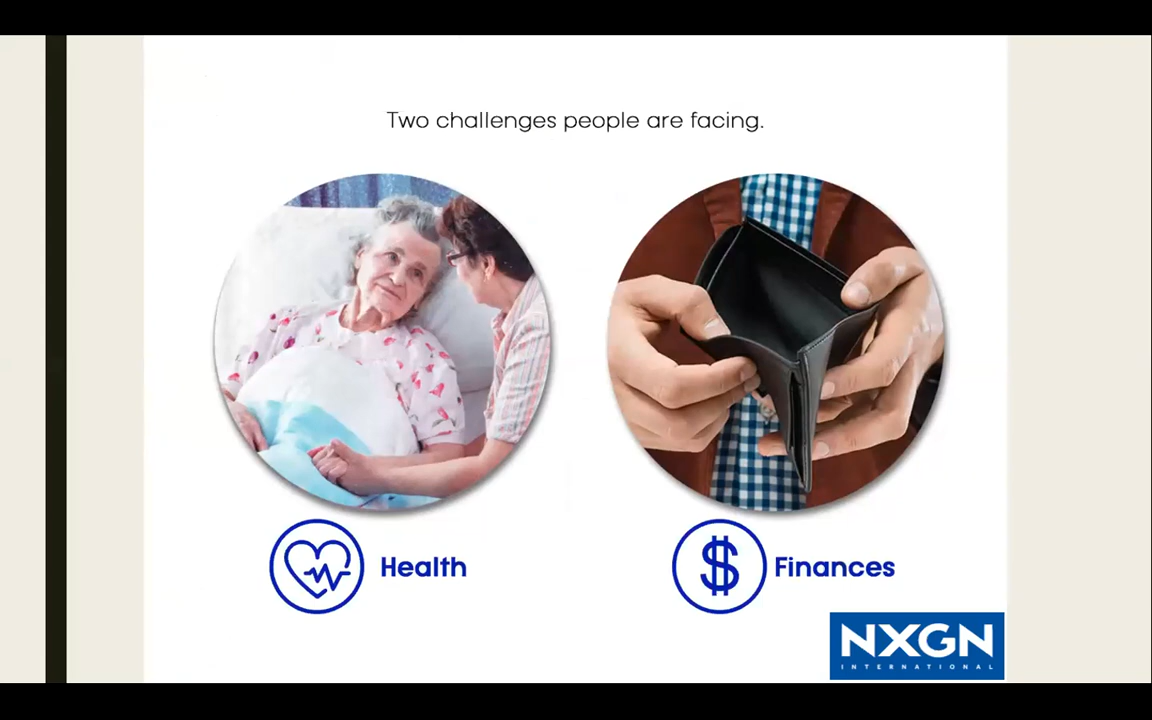 Two challenges people are facing.
Health
Finances
NXGN
INTERNATIONAL